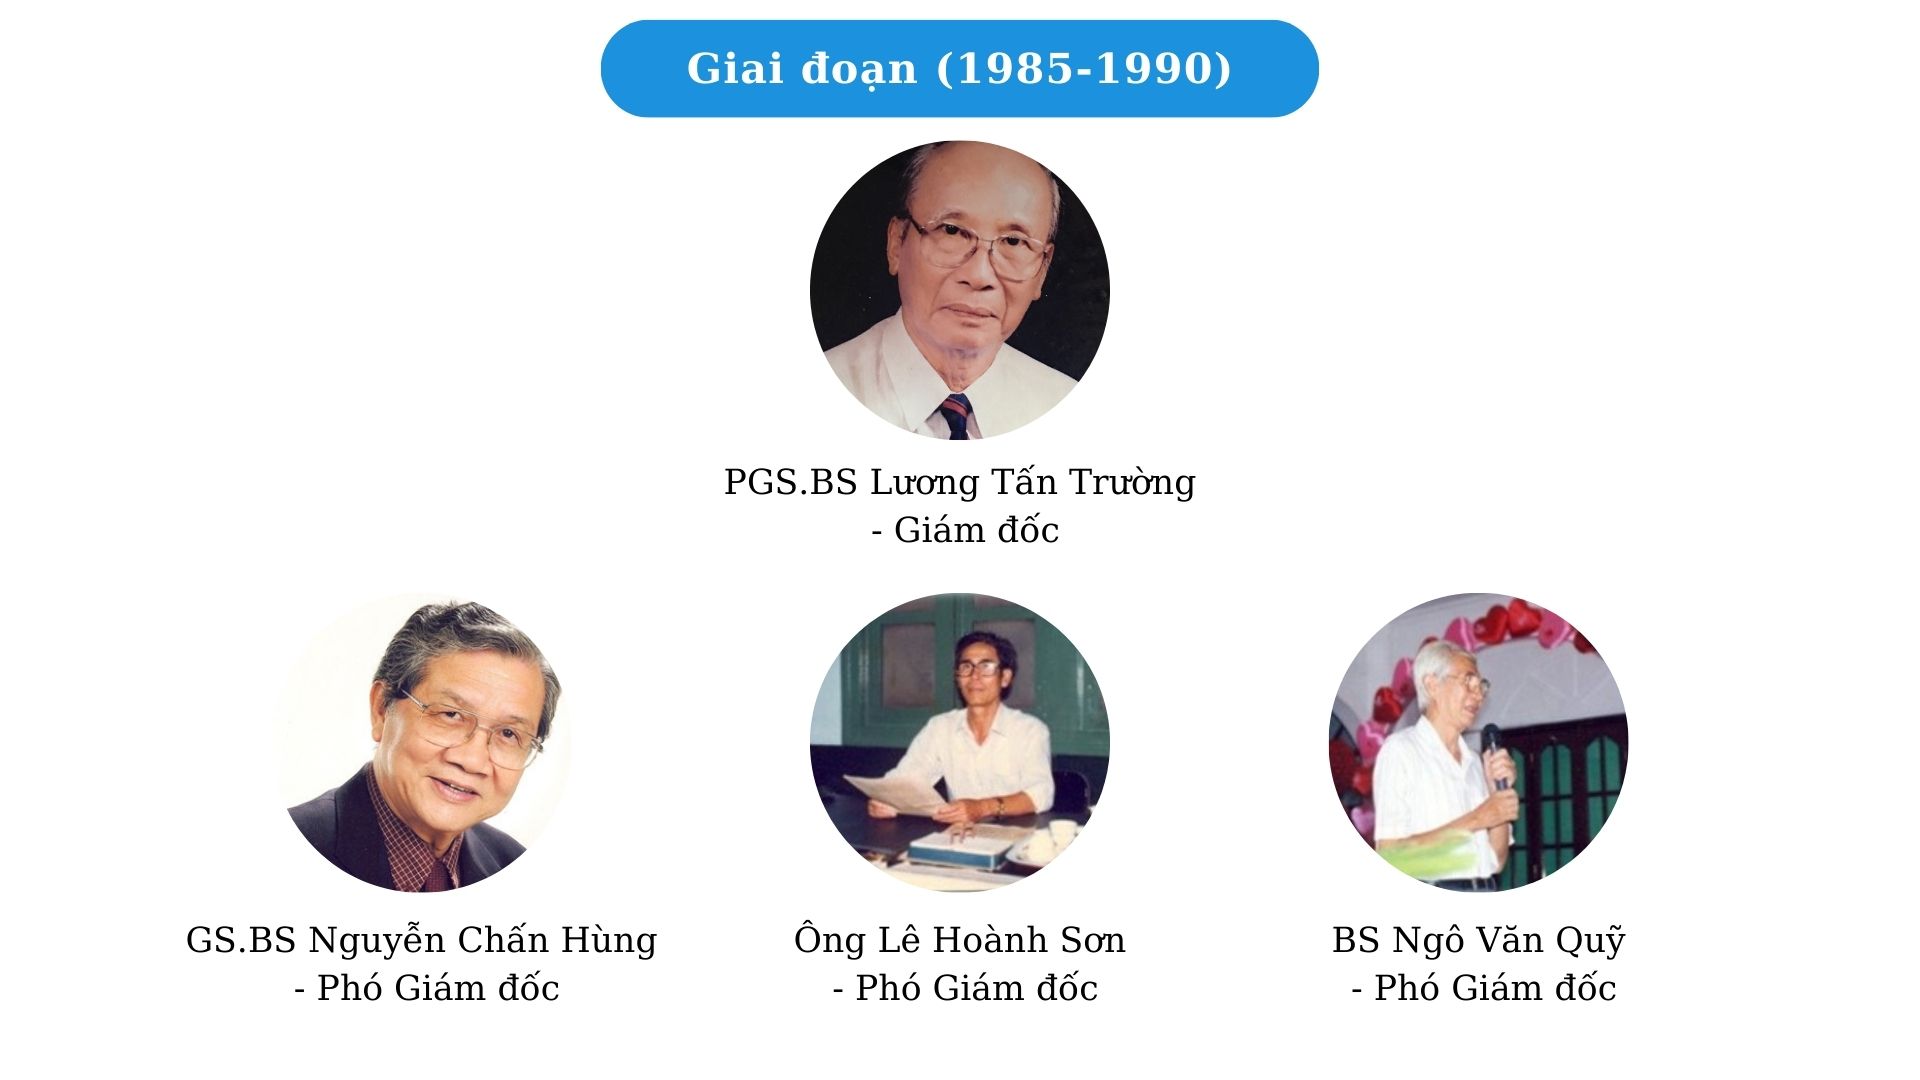 Giai đoạn (1985-1990)
PGS.BS Lương Tấn Trường
- Giám đốc
GS.BS Nguyễn Chấn Hùng
- Phó Giám đốc
Ông Lê Hoành Sơn
- Phó Giám đốc
BS Ngô Văn Quỹ
- Phó Giám đốc